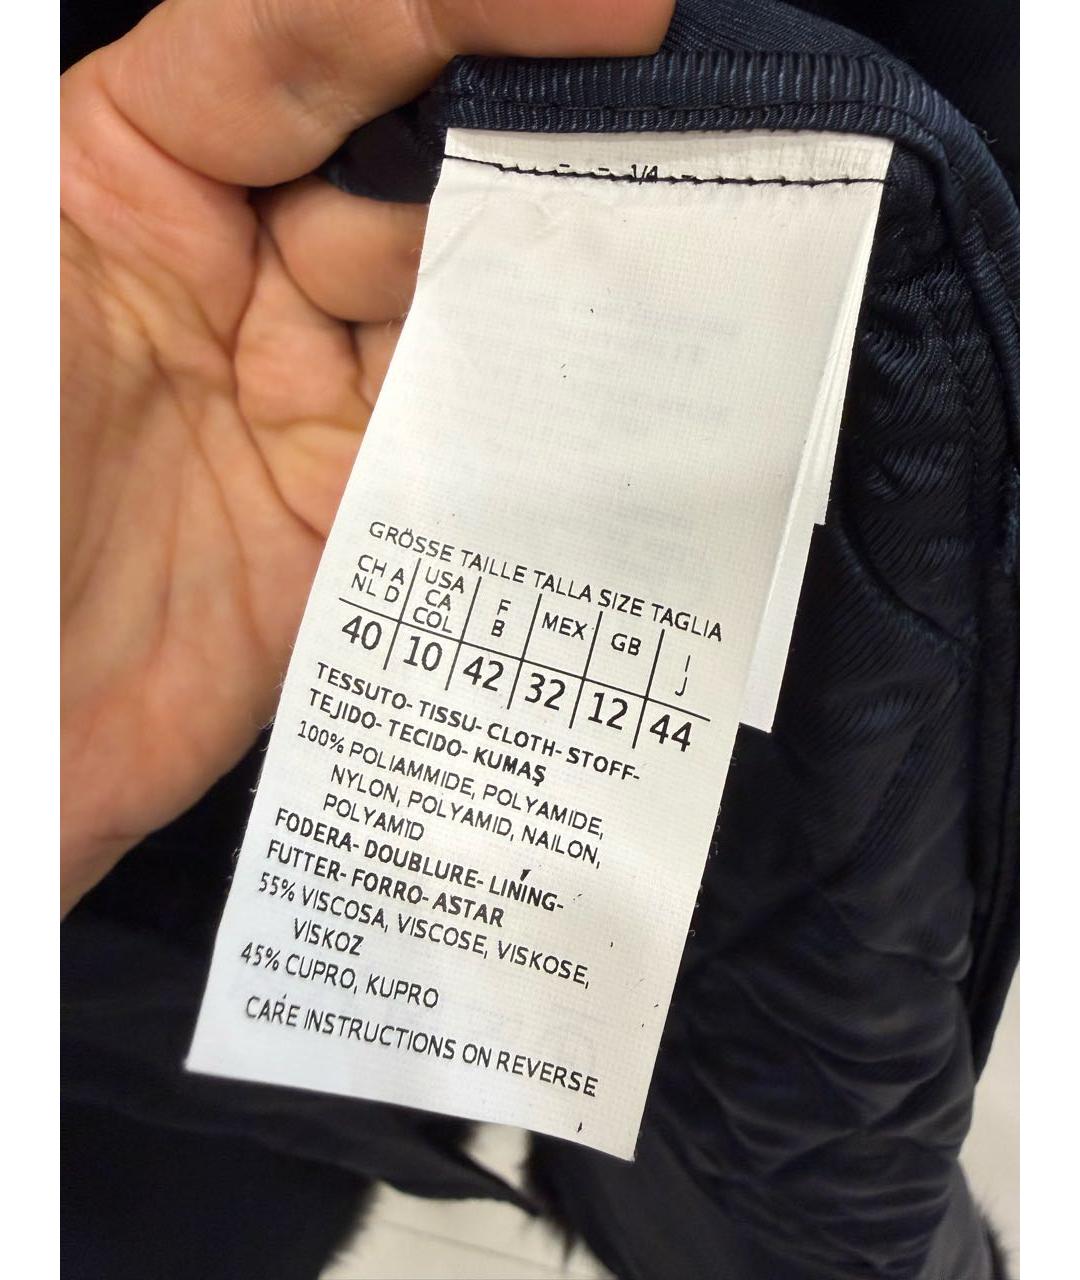 1/4
GRÖSSE TAILLE TALLA SIZE TAGLIA
CH A NL D USA CA COL F B MEX GB I J
40 10 42 32 12 44
TESSUTO- TISSU- CLOTH- STOFF-
TEJIDO- TECIDO- KUMAŞ
100% POLIAMMIDE, POLYAMIDE,
NYLON, POLYAMID, NAILON,
POLYAMID
FODERA- DOUBLURE- LINING-
FUTTER- FORRO- ASTAR
55% VISCOSA, VISCOSE, VISKOSE,
VISKOZ
45% CUPRO, KUPRO
CARE INSTRUCTIONS ON REVERSE